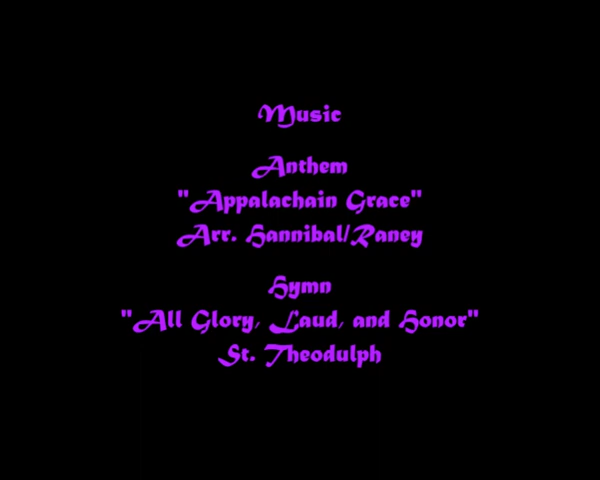 Music
Anthem
"Appalachain Grace"
Arr. Hannibal/Raney
Hymn
"All Glory, Laud, and Honor"
St. Theodulph